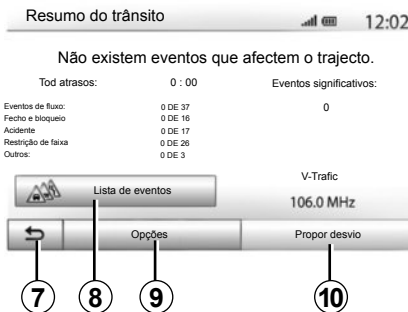 Resumo do trânsito 12:02
Não existem eventos que afectem o trajecto.
Tod atrasos: 0 : 00 Eventos significativos:
Eventos de fluxo: 0 DE 37 0
Fecho e bloqueio 0 DE 16
Acidente 0 DE 17
Restrição de faixa 0 DE 26
Outros: 0 DE 3
V-Trafic
Lista de eventos
106.0 MHz
Opções Propor desvio
7 8 9 10